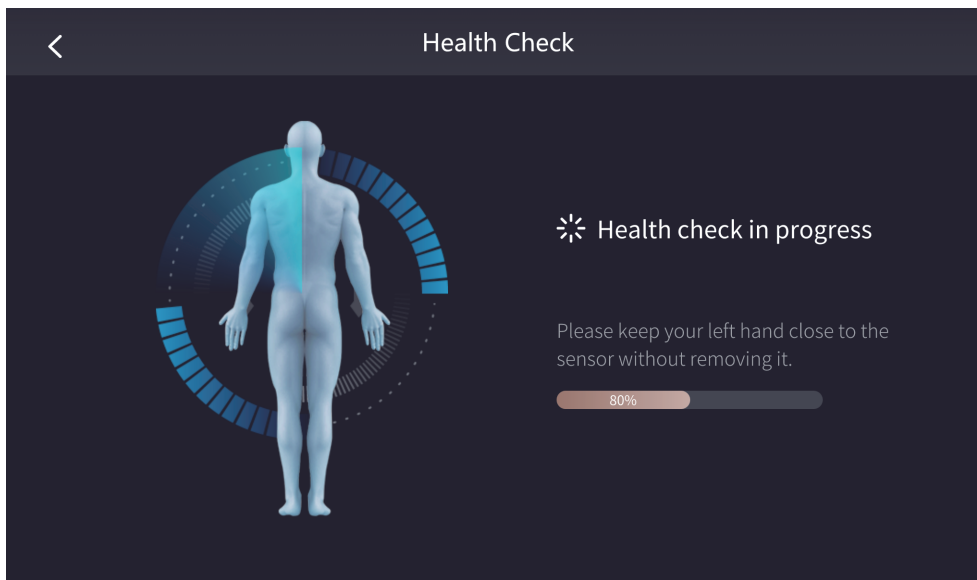 Health Check
Health check in progress
Please keep your left hand close to the
sensor without removing it.
80%